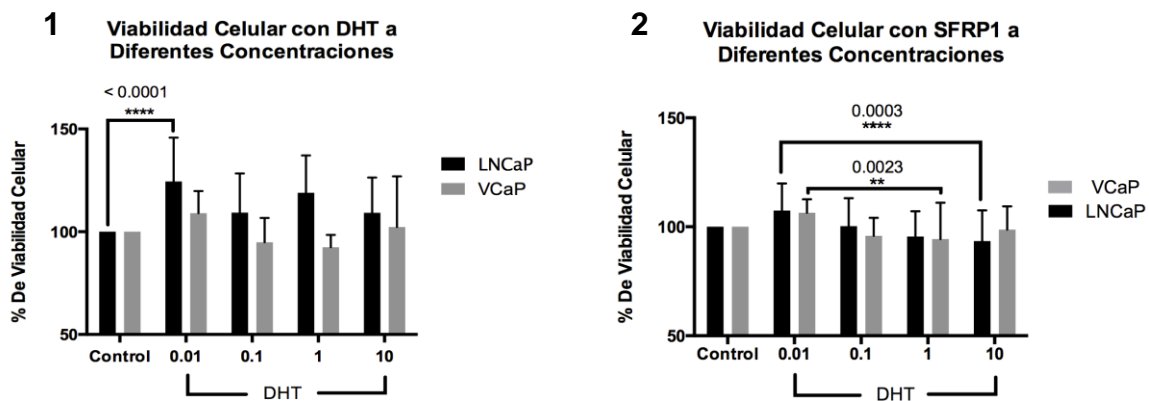 1
Viabilidad Celular con DHT a
Diferentes Concentraciones
< 0.0001
****
% De Viabilidad Celular
150
100
50
LNCaP
VCaP
Control 0.01 0.1 1 10
DHT
2
Viabilidad Celular con SFRP1 a
Diferentes Concentraciones
0.0003
****
0.0023
**
% De Viabilidad Celular
150
100
50
VCaP
LNCaP
Control 0.01 0.1 1 10
DHT